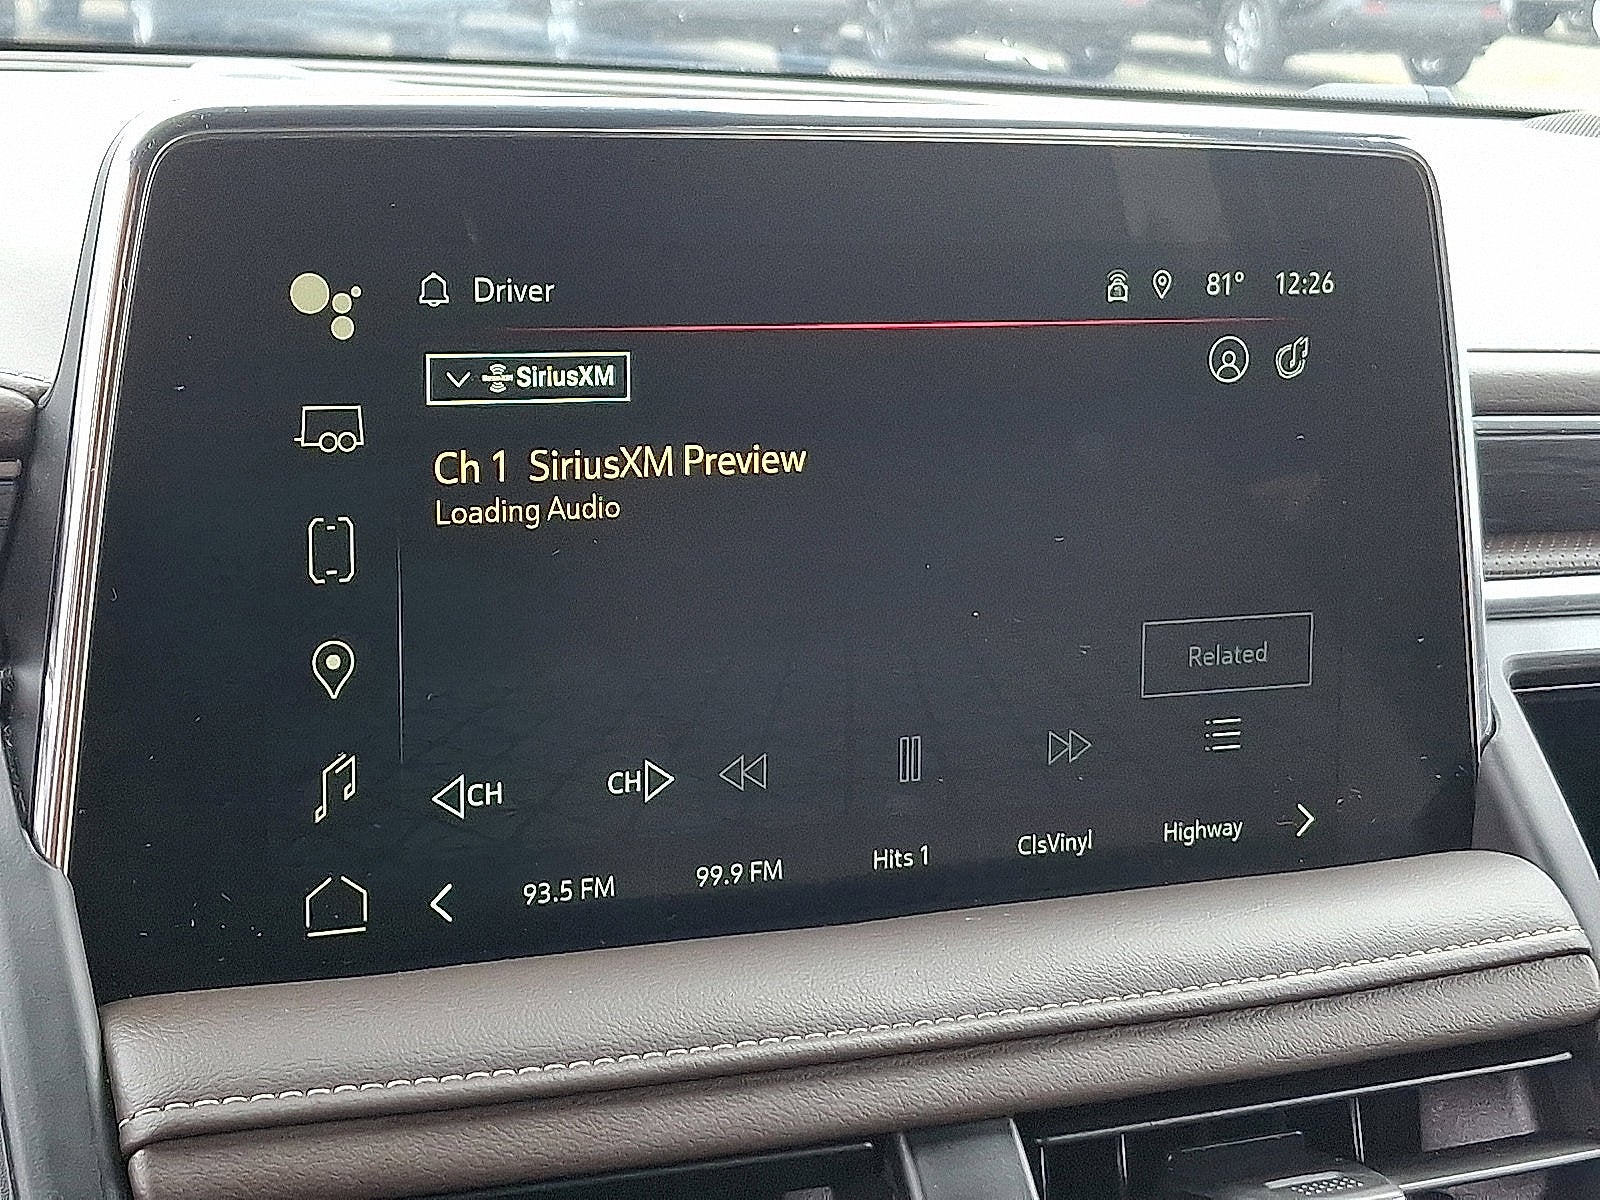 Driver
81° 12:26
SiriusXM
Ch 1 SiriusXM Preview
Loading Audio
Related
CH
CH
93.5 FM
99.9 FM
Hits 1
ClsVinyl
Highway